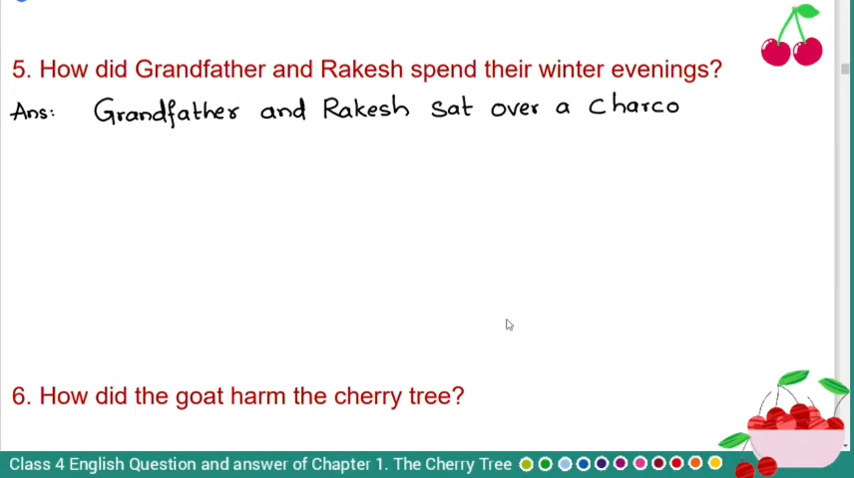 5. How did Grandfather and Rakesh spend their winter evenings?
Ans: Grandfather and Rakesh sat over a charco
6. How did the goat harm the cherry tree?
Class 4 English Question and answer of Chapter 1. The Cherry Tree